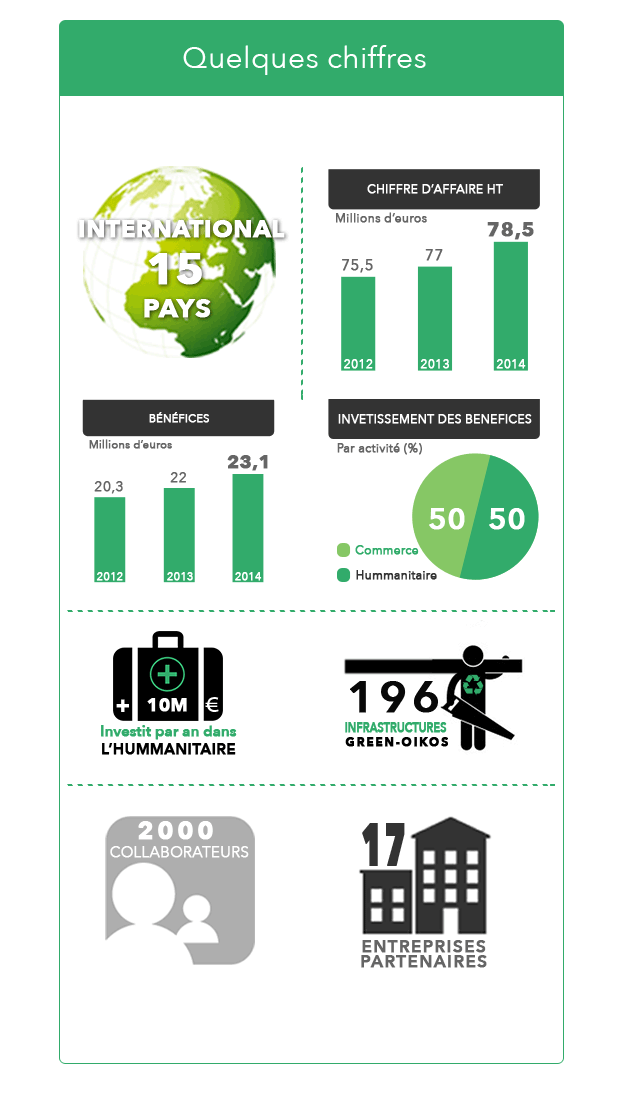 Quelques chiffres
INTERNATIONAL
15
PAYS
CHIFFRE D'AFFAIRE HT
Millions d'euros
75,5
77
78,5
2012
2013
2014
BÉNÉFICES
Millions d'euros
20,3
22
23,1
2012
2013
2014
INVETISSEMENT DES BENEFICES
Par activité (%)
50
50
Commerce
Hummanitaire
+ 10M €
Investit par an dans
L'HUMMANITAIRE
196
INFRASTRUCTURES
GREEN-OIKOS
2000
COLLABORATEURS
17
ENTREPRISES
PARTENAIRES